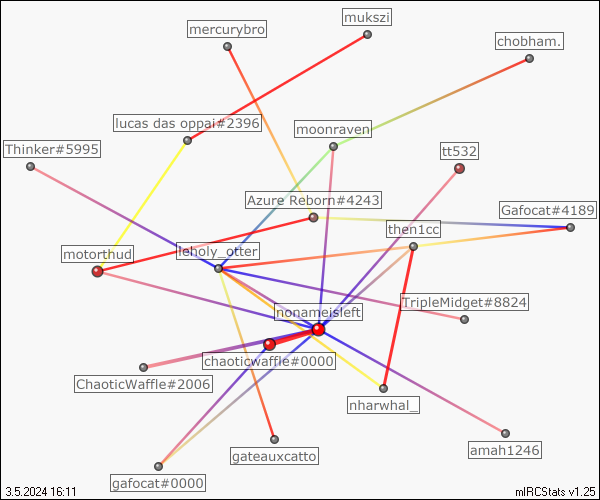 mukszi
mercurybro
chobham.
lucas das oppai#2396
moonraven
Thinker#5995
tt532
Azure Reborn#4243
Gafocat#4189
then1cc
motorthud
leholy_otter
TripleMidget#8824
nonameisleft
chaoticwaffle#0000
ChaoticWaffle#2006
nharwhal_
gateauxcatto
amah1246
gafocat#0000
3.5.2024 16:11
mIRCStats v1.25